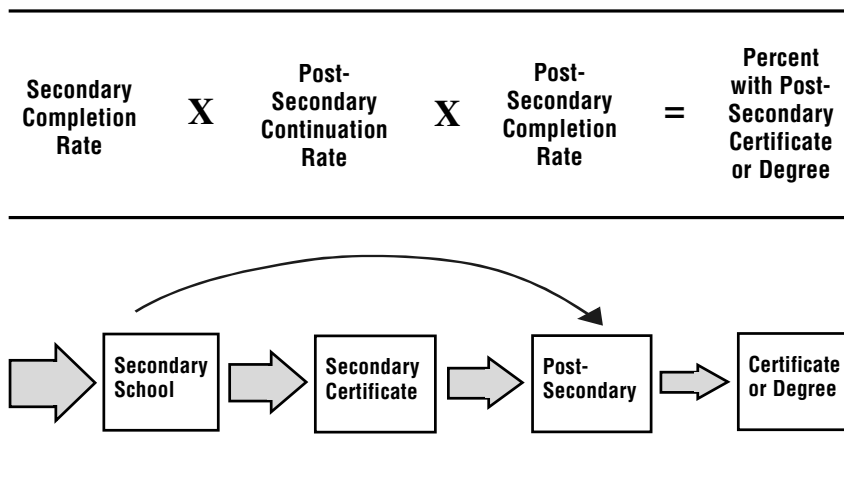 Secondary
Completion
Rate
X
Post-
Secondary
Continuation
Rate
X
Post-
Secondary
Completion
Rate
=
Percent
with Post-
Secondary
Certificate
or Degree
Secondary
School
Secondary
Certificate
Post-
Secondary
Certificate
or Degree